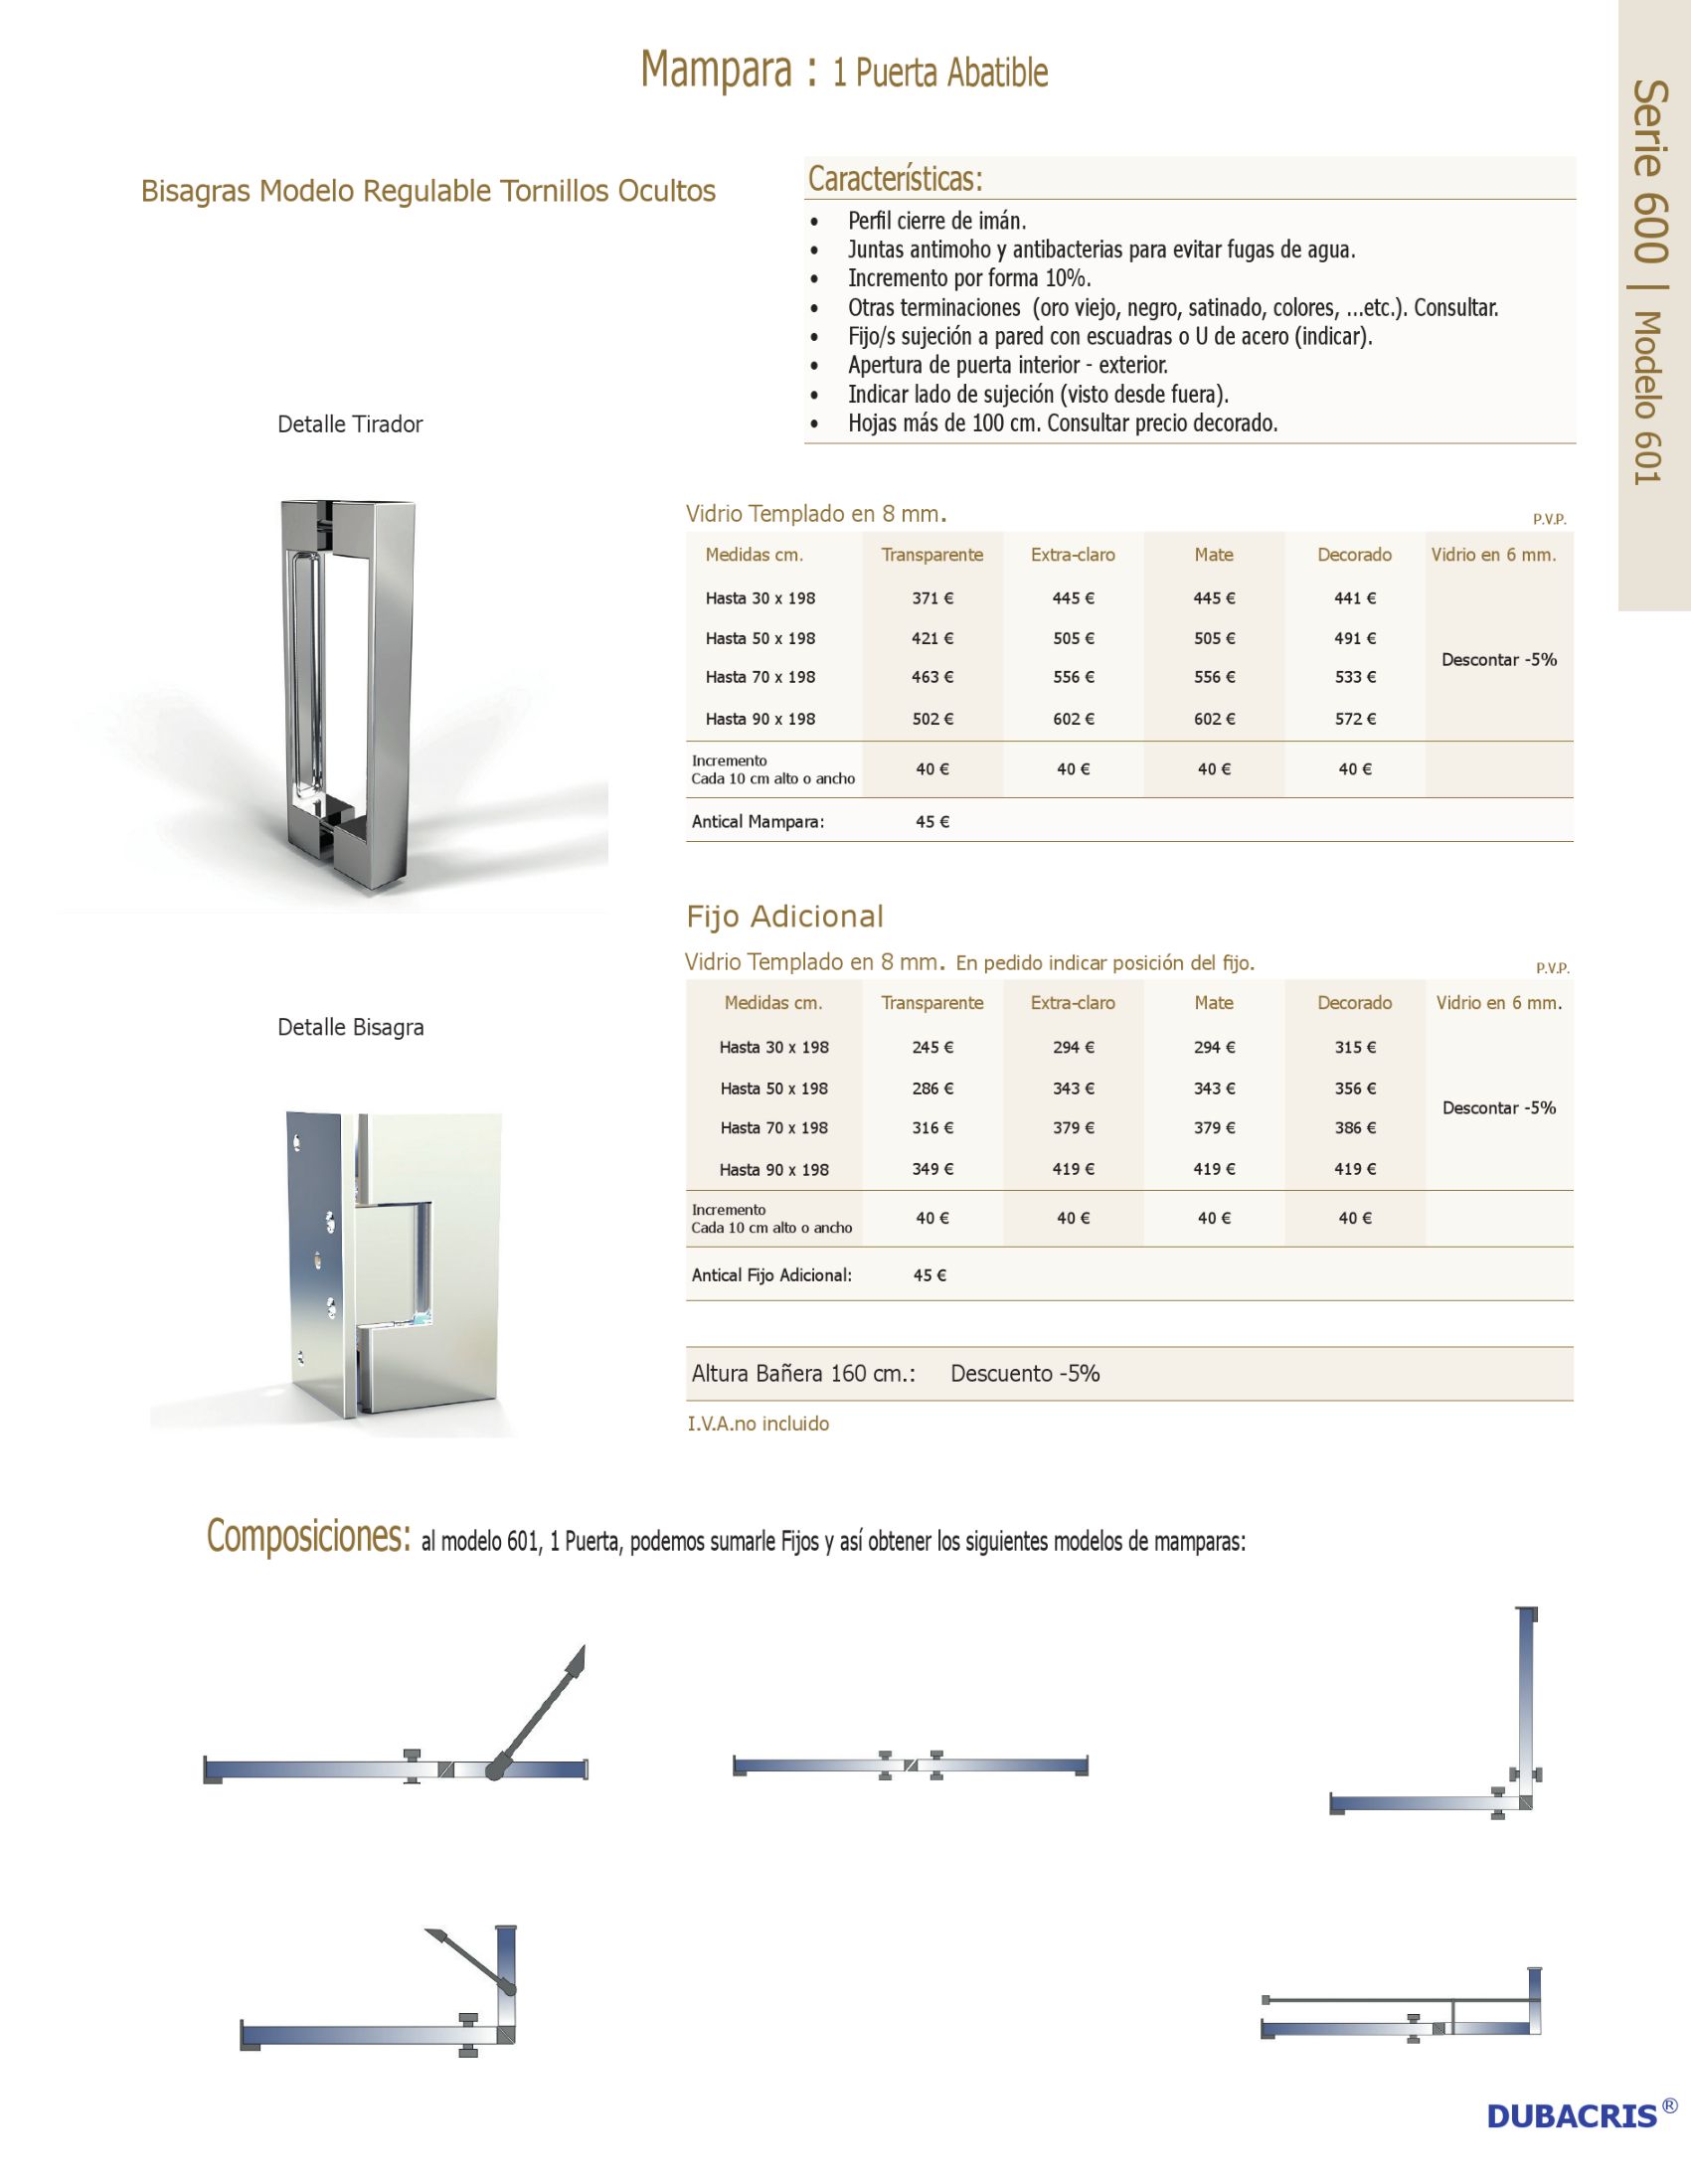 Mampara : 1 Puerta Abatible
Serie 600 | Modelo 601
Bisagras Modelo Regulable Tornillos Ocultos
Características:
• Perfil cierre de imán.
• Juntas antimoho y antibacterias para evitar fugas de agua.
• Incremento por forma 10%.
• Otras terminaciones (oro viejo, negro, satinado, colores, ...etc.). Consultar.
• Fijo/s sujeción a pared con escuadras o U de acero (indicar).
• Apertura de puerta interior - exterior.
• Indicar lado de sujeción (visto desde fuera).
• Hojas más de 100 cm. Consultar precio decorado.
Detalle Tirador
Vidrio Templado en 8 mm.
P.V.P.
Medidas cm. Transparente Extra-claro Mate Decorado Vidrio en 6 mm.
Hasta 30 x 198 371 € 445 € 445 € 441 €
Hasta 50 x 198 421 € 505 € 505 € 491 €
Descontar -5%
Hasta 70 x 198 463 € 556 € 556 € 533 €
Hasta 90 x 198 502 € 602 € 602 € 572 €
Incremento
Cada 10 cm alto o ancho 40 € 40 € 40 € 40 €
Antical Mampara: 45 €
Fijo Adicional
Vidrio Templado en 8 mm. En pedido indicar posición del fijo.
P.V.P.
Medidas cm. Transparente Extra-claro Mate Decorado Vidrio en 6 mm.
Hasta 30 x 198 245 € 294 € 294 € 315 €
Hasta 50 x 198 286 € 343 € 343 € 356 €
Descontar -5%
Hasta 70 x 198 316 € 379 € 379 € 386 €
Hasta 90 x 198 349 € 419 € 419 € 419 €
Incremento
Cada 10 cm alto o ancho 40 € 40 € 40 € 40 €
Antical Fijo Adicional: 45 €
Detalle Bisagra
Altura Bañera 160 cm.: Descuento -5%
I.V.A.no incluido
Composiciones: al modelo 601, 1 Puerta, podemos sumarle Fijos y así obtener los siguientes modelos de mamparas:
DUBACRIS®